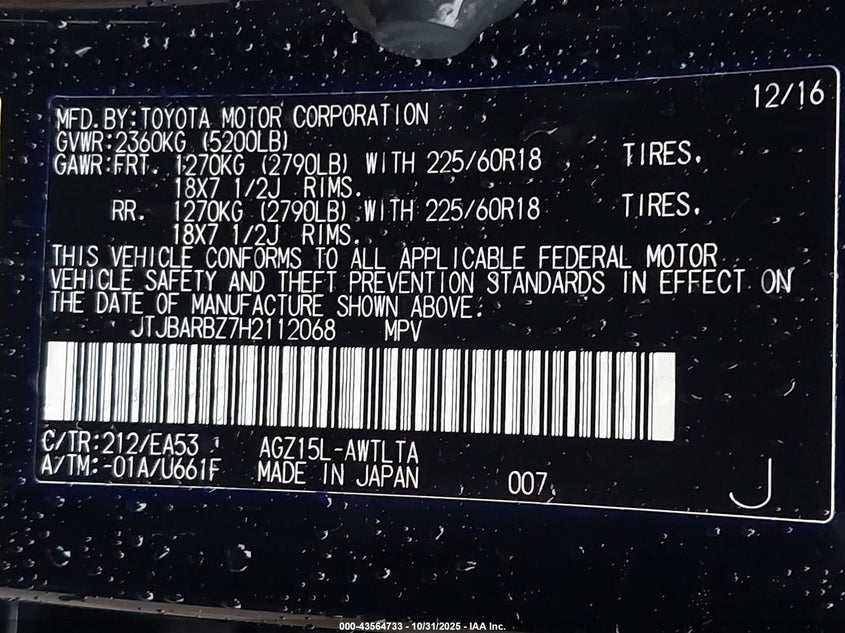 12/16
MFD.BY:TOYOTA MOTOR CORPORATION
GVWR:2360KG (5200LB)
GAWR:FRT. 1270KG (2790LB) WITH 225/60R18 TIRES.
18X7 1/2J RIMS.
RR. 1270KG (2790LB) WITH 225/60R18 TIRES.
18X7 1/2J RIMS.
THIS VEHICLE CONFORMS TO ALL APPLICABLE FEDERAL MOTOR
VEHICLE SAFETY AND THEFT PREVENTION STANDARDS IN EFFECT ON
THE DATE OF MANUFACTURE SHOWN ABOVE.
JTJBARBZ7H2112068 MPV
C/TR:212/EA53 AGZ15L-AWTLTA
A/TM:-01A/U661F MADE IN JAPAN 007
J
000-43564733 - 10/31/2025 - IAA Inc.